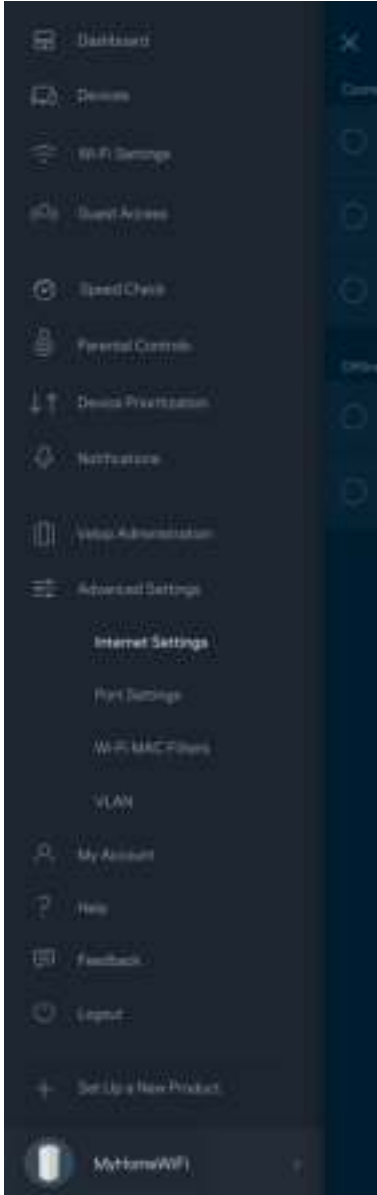 Dashboard
Devices
Wi-Fi Settings
Guest Access
Speed Check
Parental Controls
Device Prioritization
Notifications
Velop Administration
Advanced Settings
Internet Settings
Port Settings
Wi-Fi MAC Filters
VLAN
My Account
Help
Feedback
Logout
Set Up a New Product
MyHomeWiFi